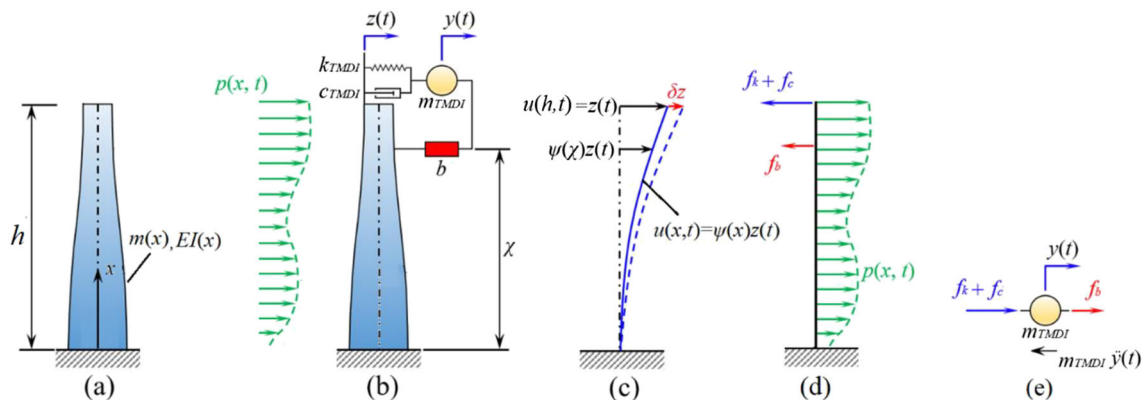 h
m(x), EI(x)
x
(a)
p(x, t)
z(t)
y(t)
kTMDI
cTMDI
mTMDI
b
χ
(b)
δz
u(h,t)=z(t)
ψ(χ)z(t)
u(x,t)=ψ(x)z(t)
(c)
fk + fc
fb
p(x, t)
(d)
y(t)
fk + fc
fb
mTMDI
mTMDI ÿ(t)
(e)